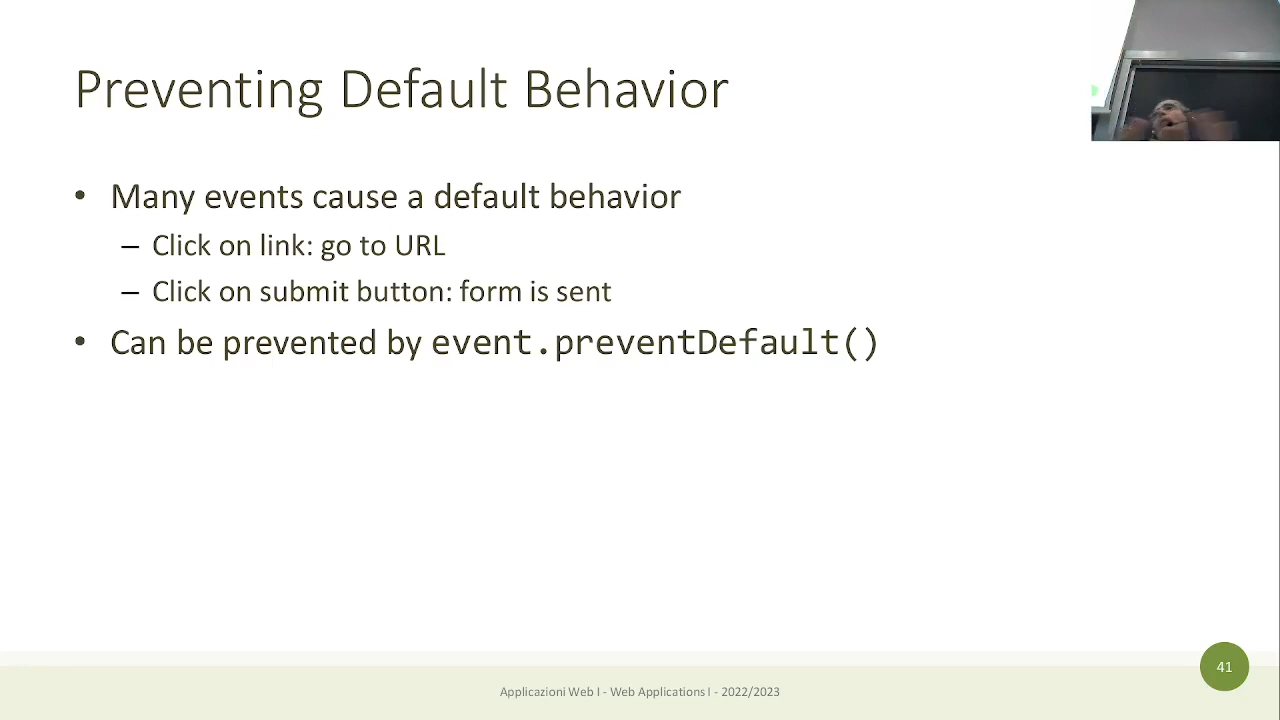 Preventing Default Behavior
• Many events cause a default behavior
– Click on link: go to URL
– Click on submit button: form is sent
• Can be prevented by event.preventDefault()
41
Applicazioni Web I - Web Applications I - 2022/2023